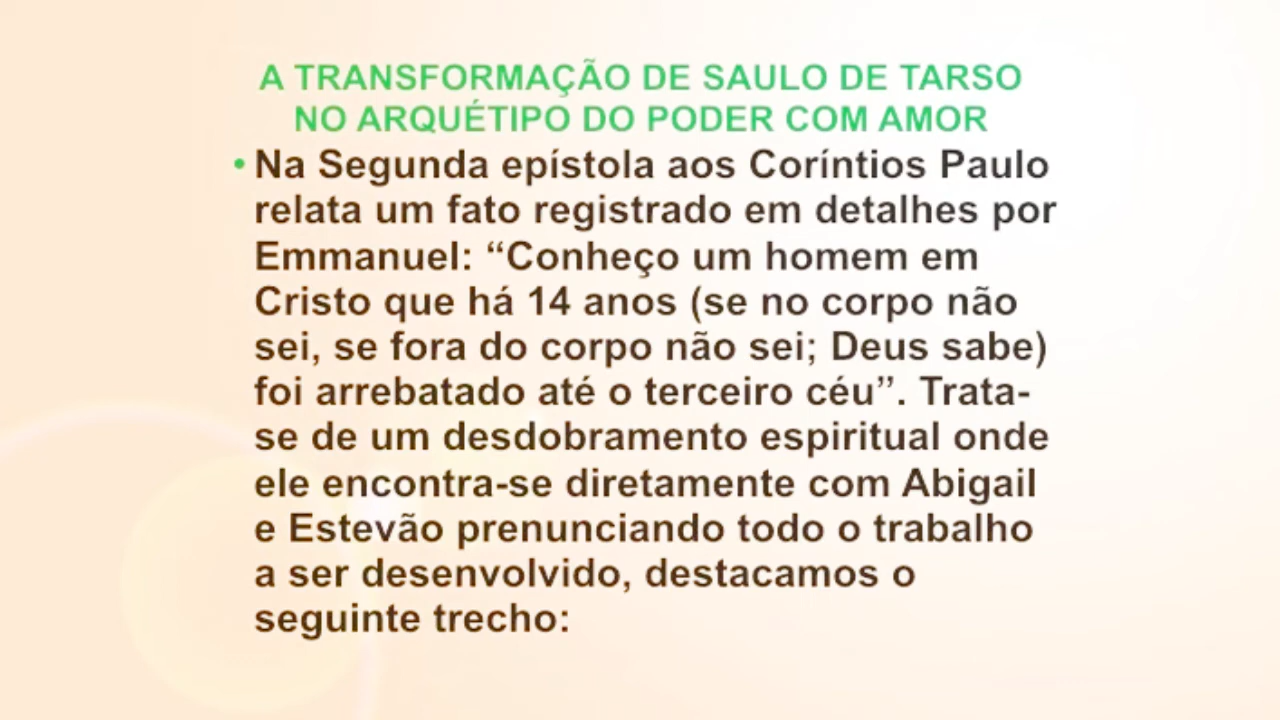 A TRANSFORMAÇÃO DE SAULO DE TARSO
NO ARQUÉTIPO DO PODER COM AMOR
• Na Segunda epístola aos Coríntios Paulo
relata um fato registrado em detalhes por
Emmanuel: “Conheço um homem em
Cristo que há 14 anos (se no corpo não
sei, se fora do corpo não sei; Deus sabe)
foi arrebatado até o terceiro céu”. Trata-
se de um desdobramento espiritual onde
ele encontra-se diretamente com Abigail
e Estevão prenunciando todo o trabalho
a ser desenvolvido, destacamos o
seguinte trecho: